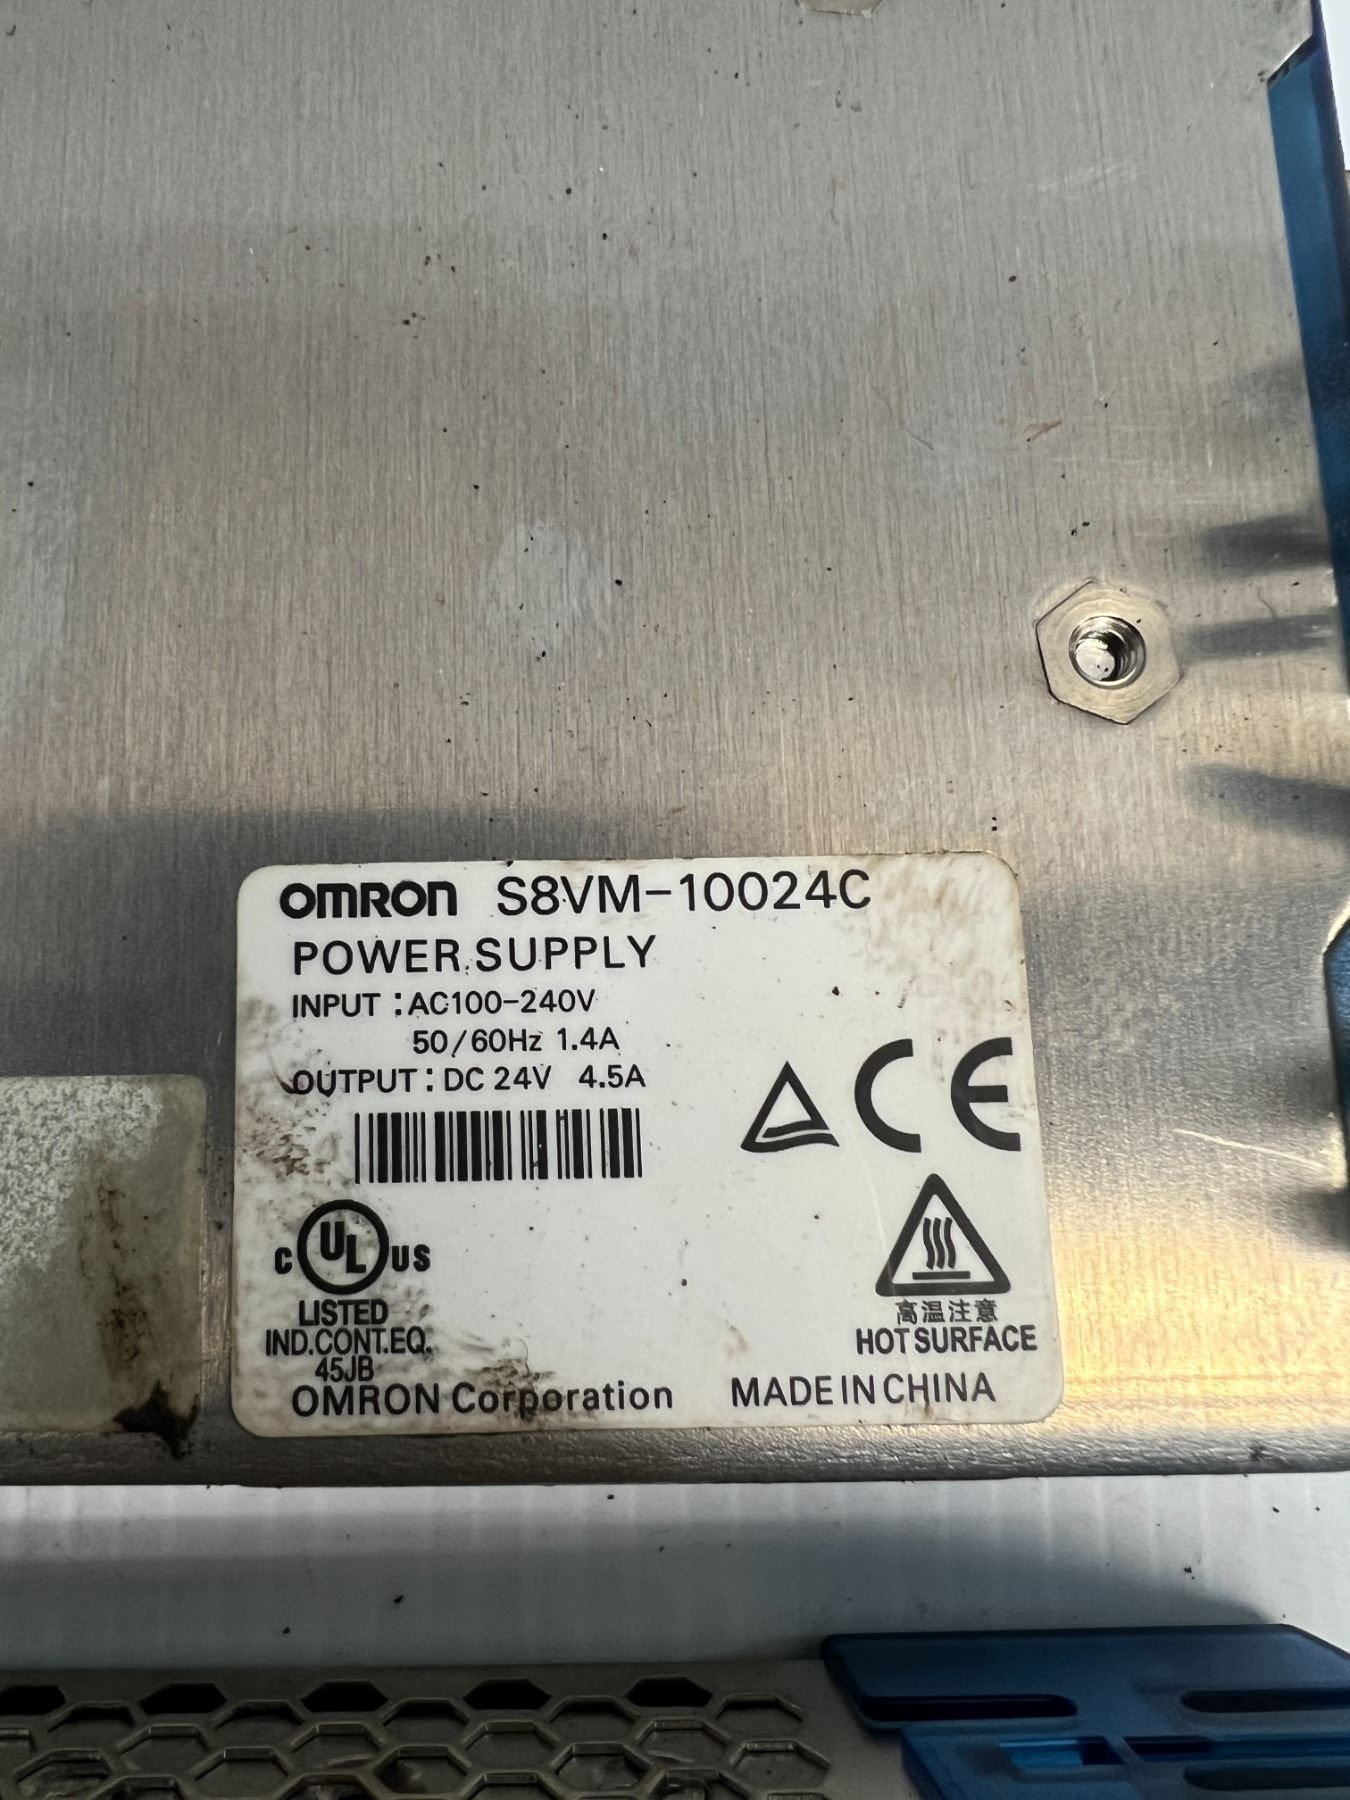 OMRON S8VM-10024C
POWER SUPPLY
INPUT : AC100-240V
50/60Hz 1.4A
OUTPUT : DC 24V 4.5A
CE
C UL US
LISTED
IND.CONT.EQ.
45JB
高温注意
HOT SURFACE
OMRON Corporation MADE IN CHINA